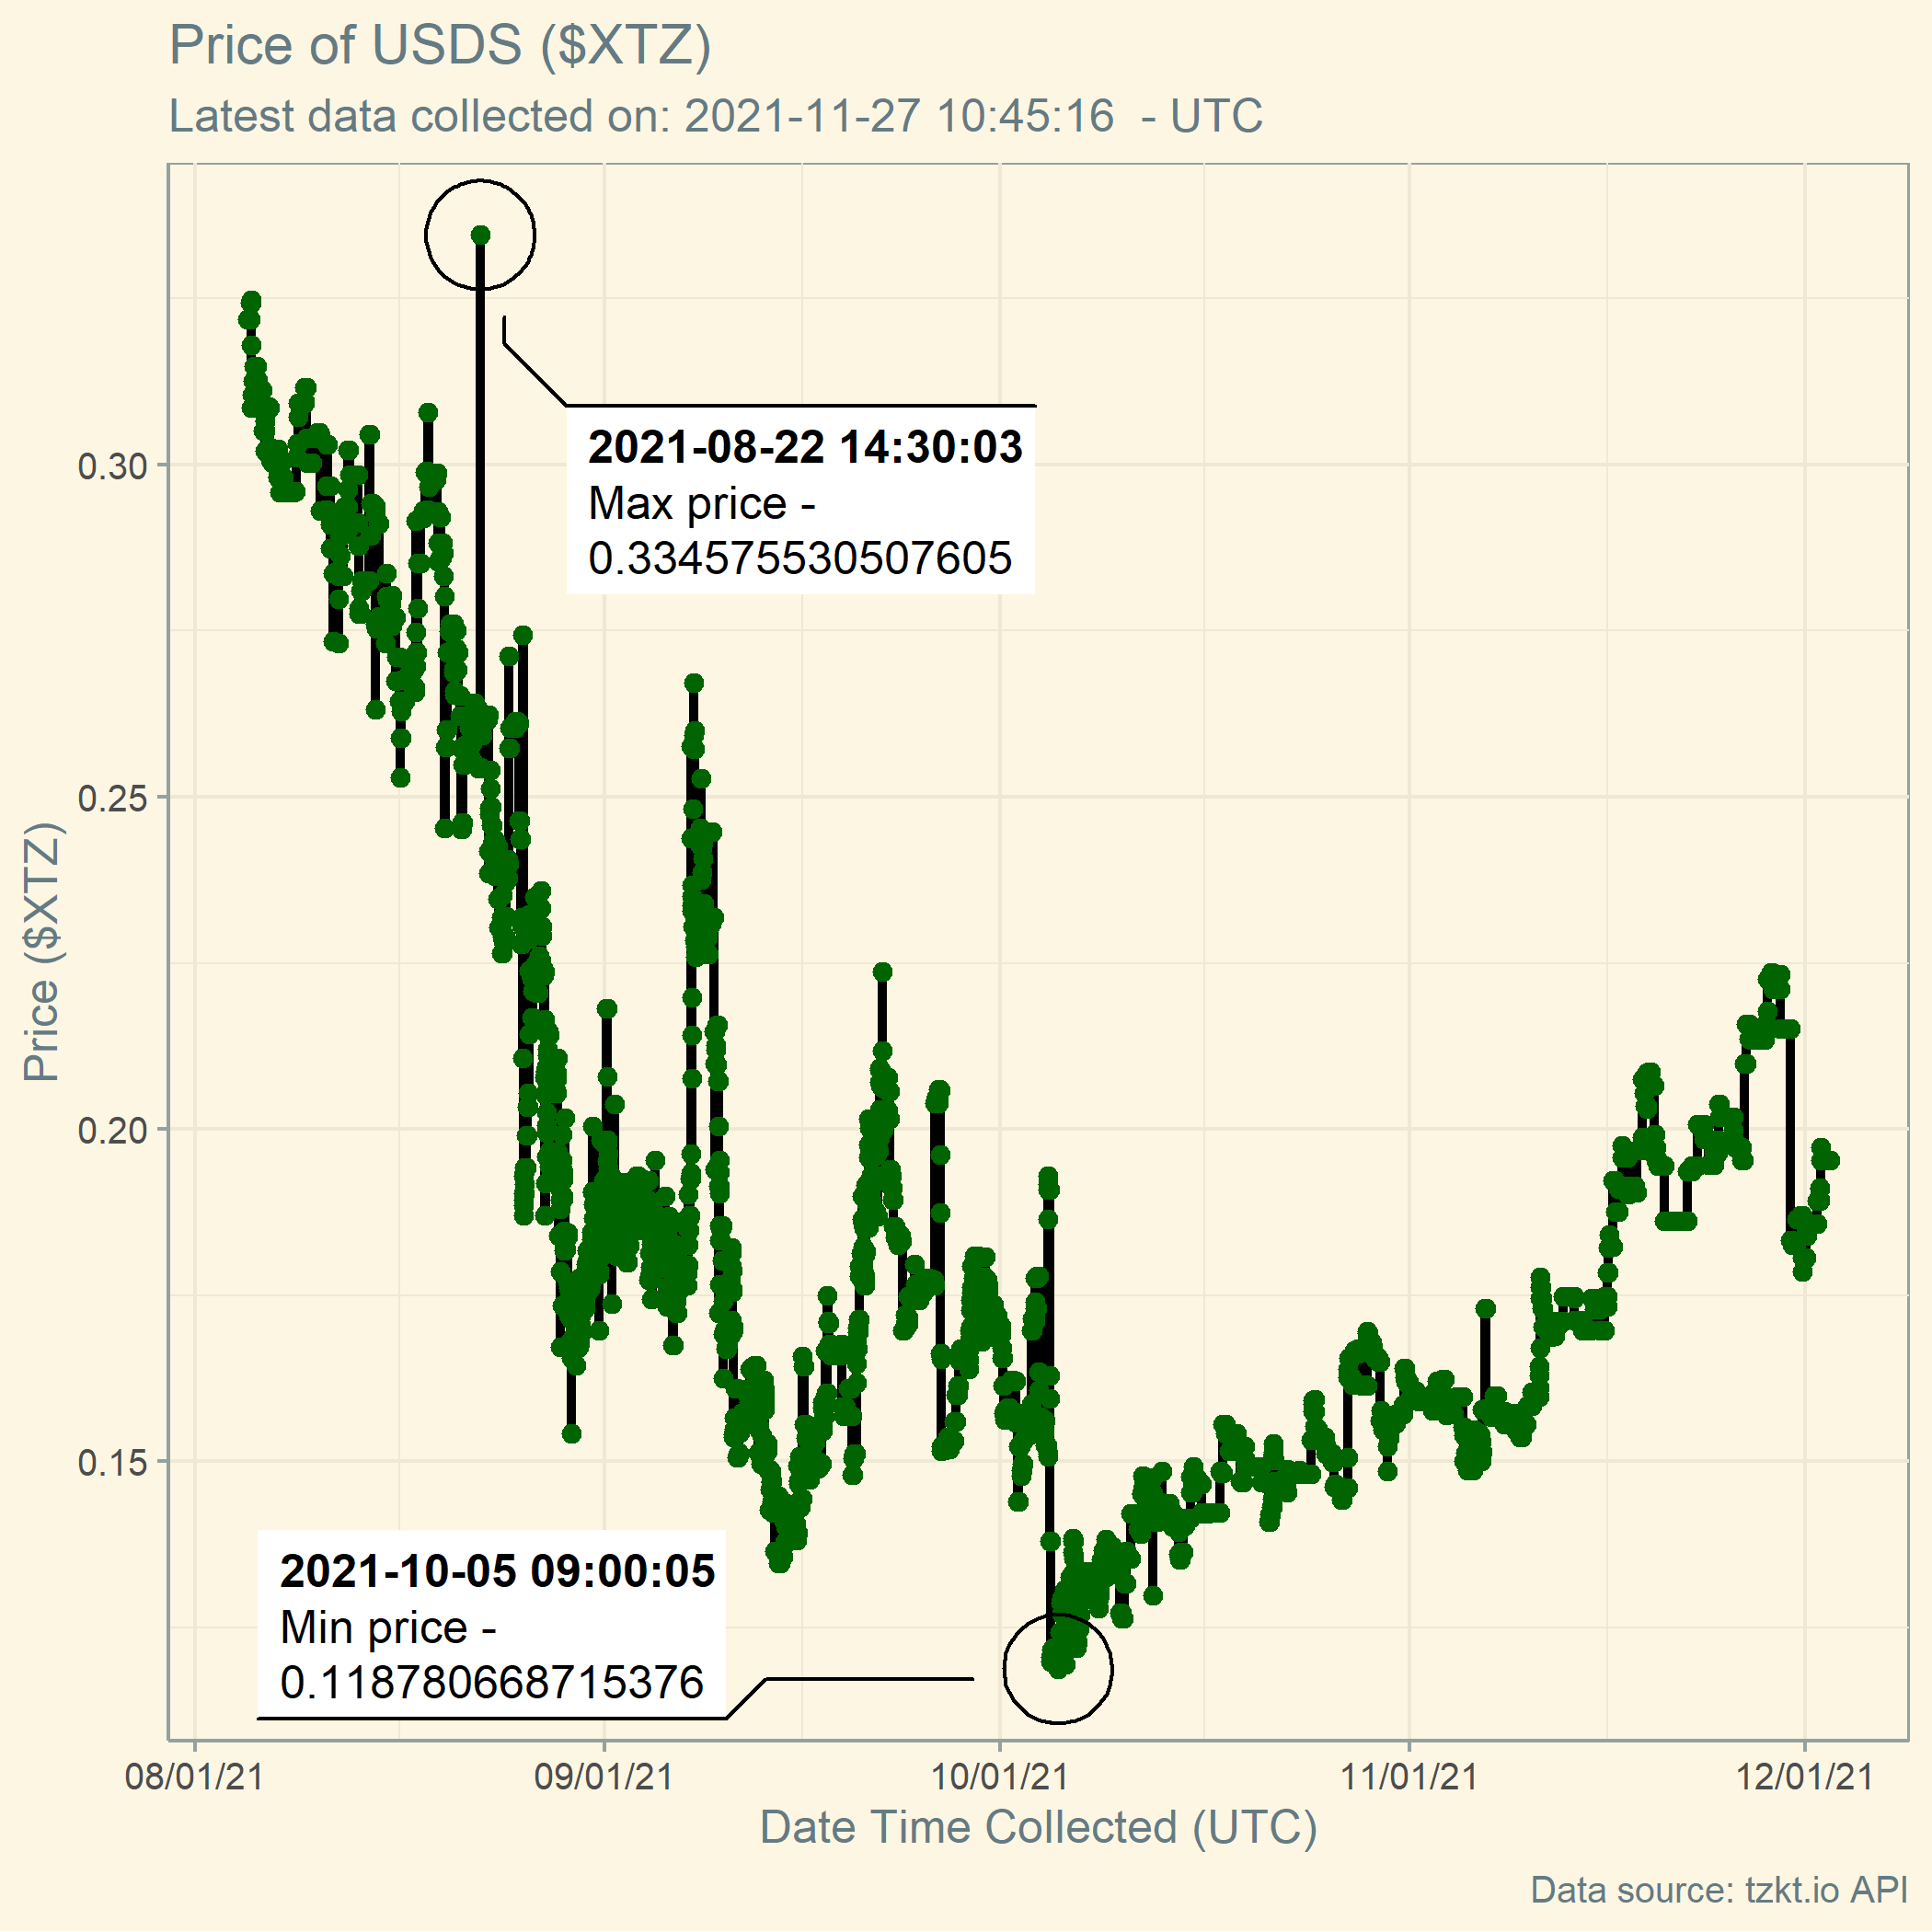 Price of USDS ($XTZ)
Latest data collected on: 2021-11-27 10:45:16  - UTC
2021-08-22 14:30:03
Max price -
0.334575530507605
0.30
0.25
0.20
0.15
Price ($XTZ)
2021-10-05 09:00:05
Min price -
0.118780668715376
08/01/21
09/01/21
10/01/21
11/01/21
12/01/21
Date Time Collected (UTC)
Data source: tzkt.io API